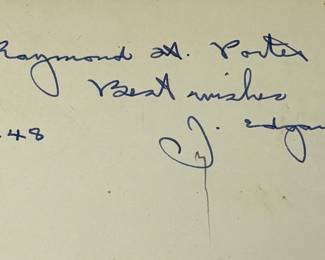 Raymond H. Porter
Best wishes
J. Edgar
.48